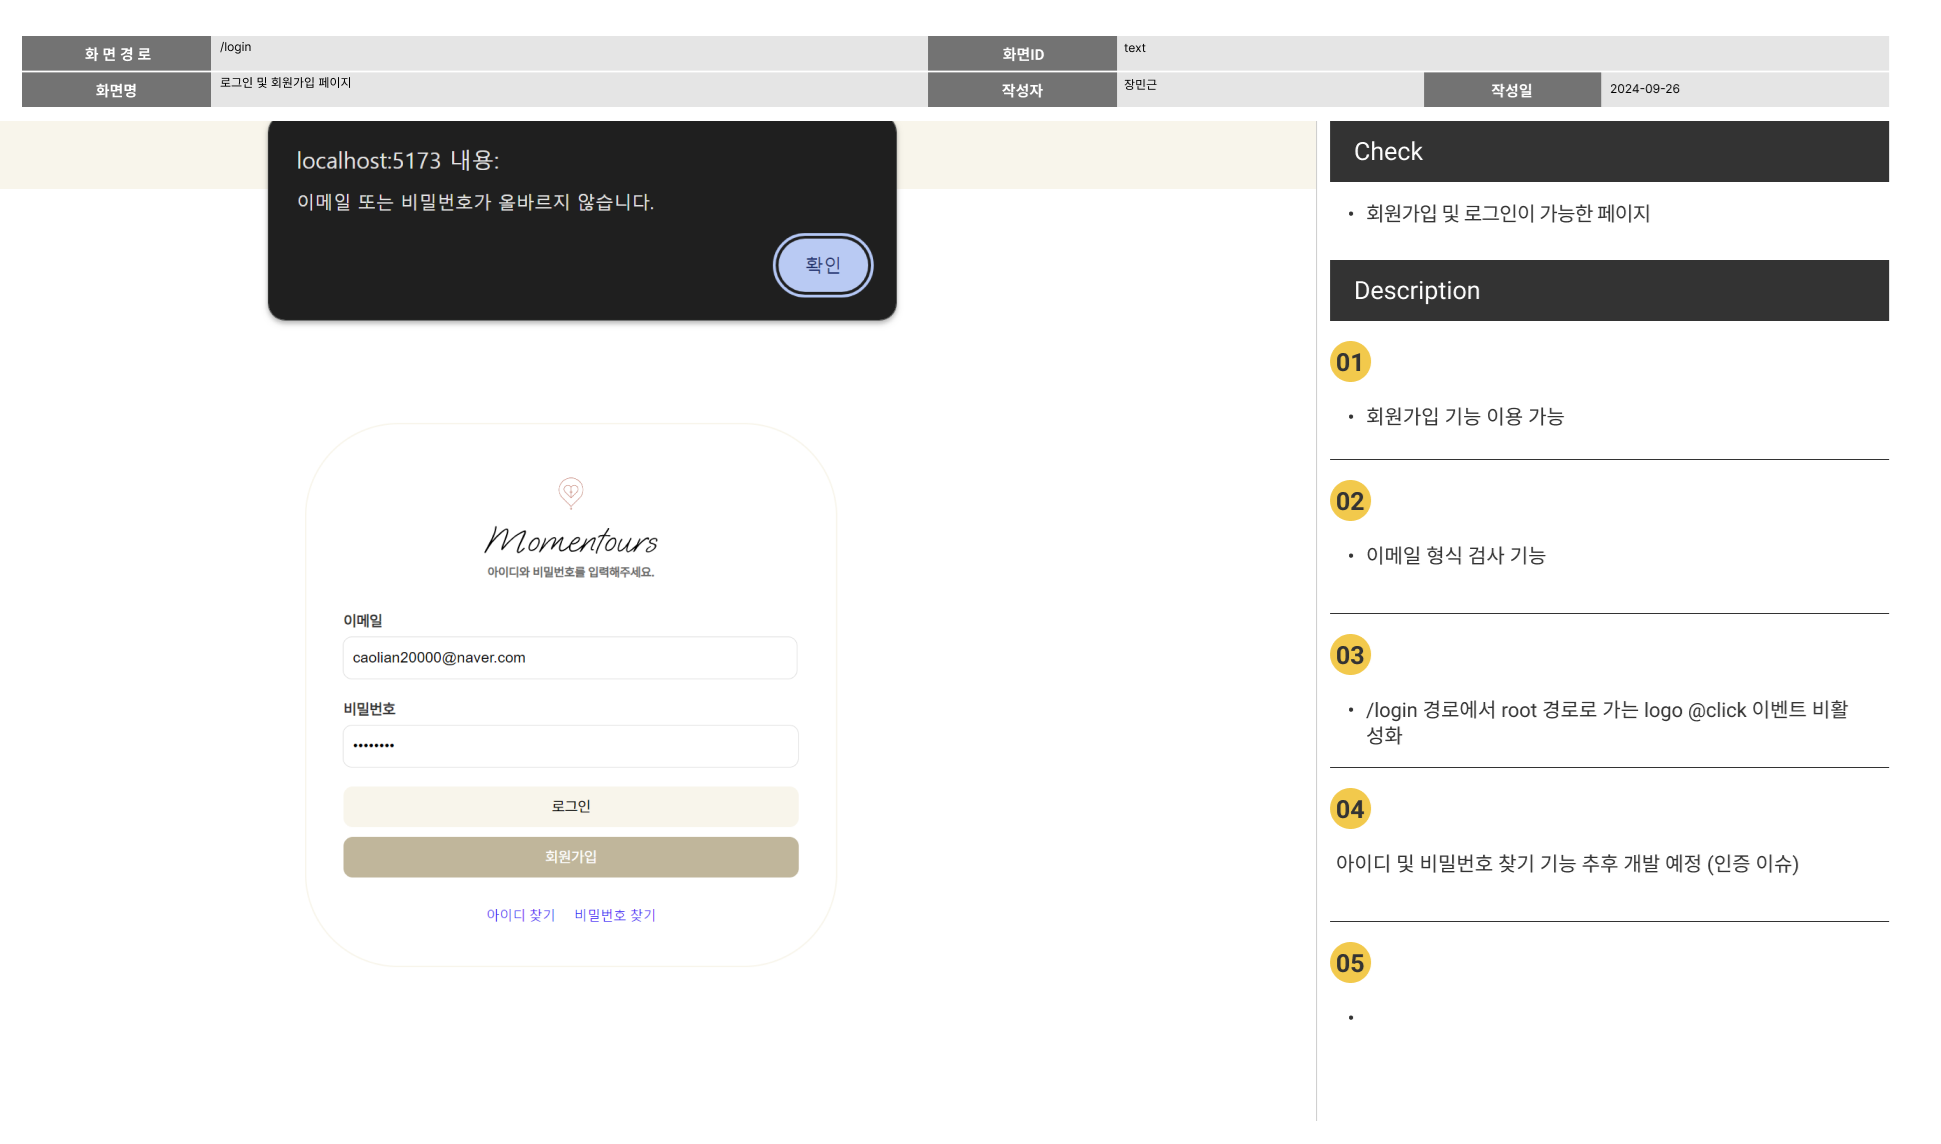 화 면 경 로
/login
화면ID
text
화면명
로그인 및 회원가입 페이지
작성자
장민근
작성일
2024-09-26
localhost:5173 내용:
이메일 또는 비밀번호가 올바르지 않습니다.
확인
Momentours
아이디와 비밀번호를 입력해주세요.
이메일
caolian20000@naver.com
비밀번호
••••••••
로그인
회원가입
아이디 찾기 비밀번호 찾기
Check
• 회원가입 및 로그인이 가능한 페이지
Description
01
• 회원가입 기능 이용 가능
02
• 이메일 형식 검사 기능
03
• /login 경로에서 root 경로로 가는 logo @click 이벤트 비활
성화
04
아이디 및 비밀번호 찾기 기능 추후 개발 예정 (인증 이슈)
05
•